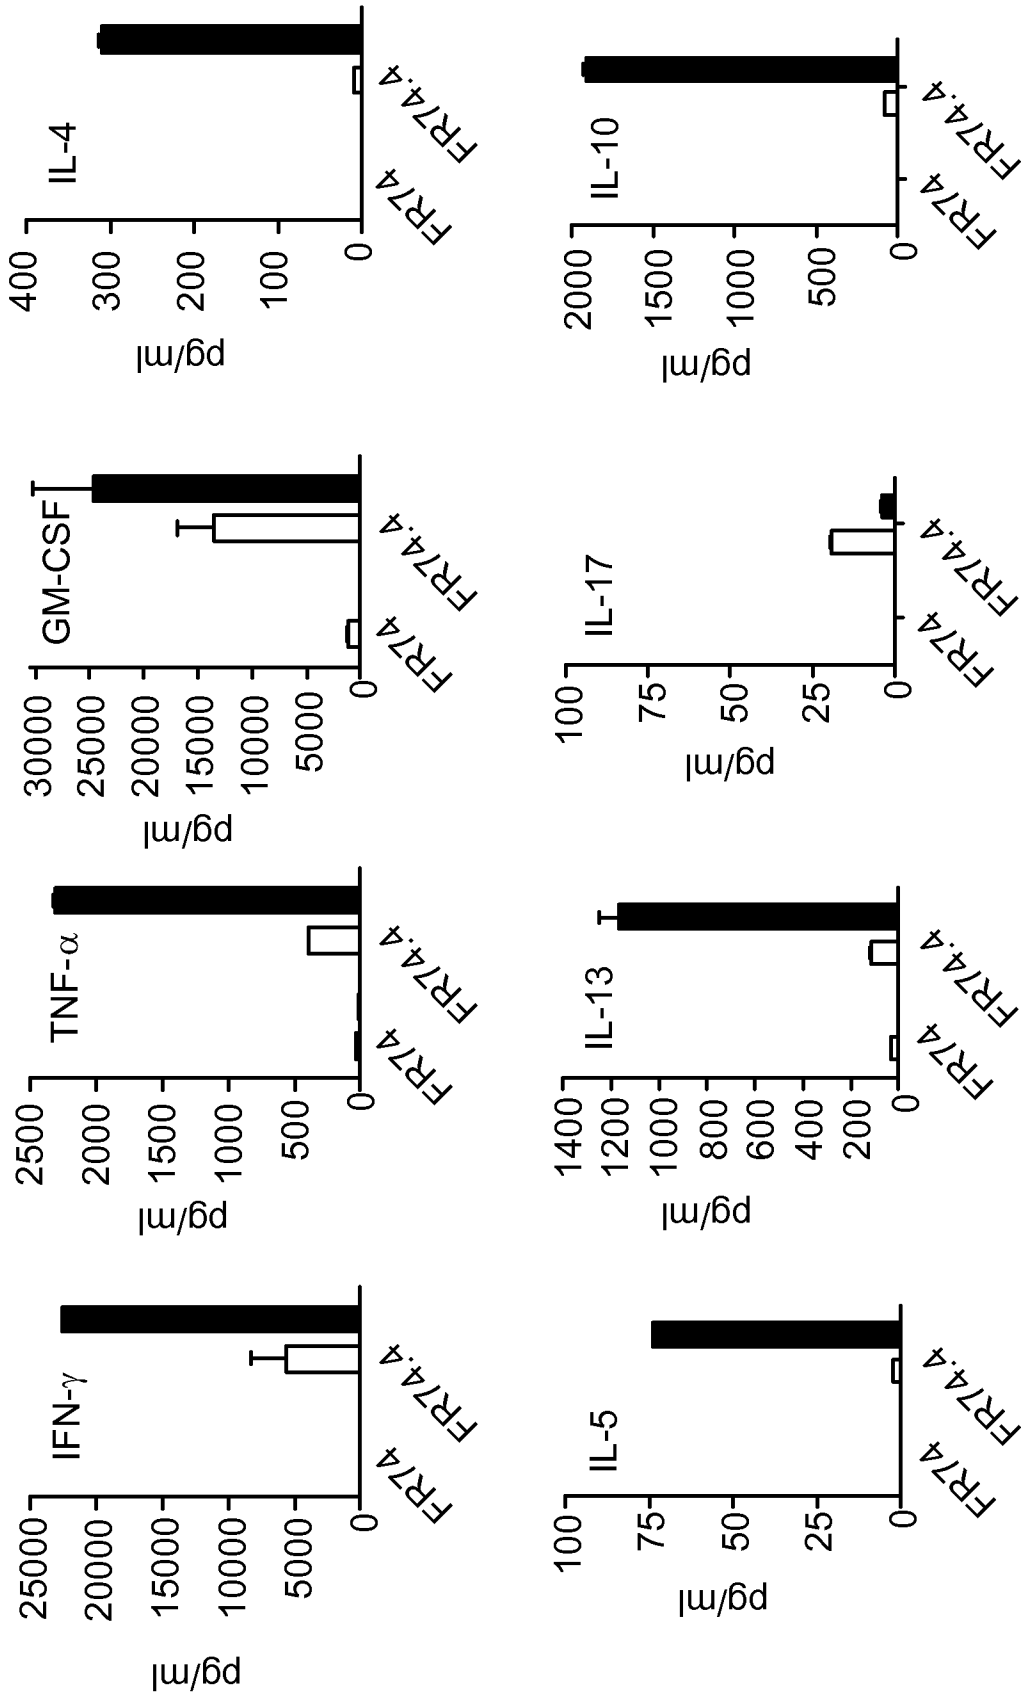 IFN-γ
pg/ml
25000
20000
15000
10000
5000
0
FR74
FR74.4
TNF-α
pg/ml
2500
2000
1500
1000
500
0
FR74
FR74.4
GM-CSF
pg/ml
30000
25000
20000
15000
10000
5000
0
FR74
FR74.4
IL-4
pg/ml
400
300
200
100
0
FR74
FR74.4
IL-5
pg/ml
100
75
50
25
0
FR74
FR74.4
IL-13
pg/ml
1400
1200
1000
800
600
400
200
0
FR74
FR74.4
IL-17
pg/ml
100
75
50
25
0
FR74
FR74.4
IL-10
pg/ml
2000
1500
1000
500
0
FR74
FR74.4